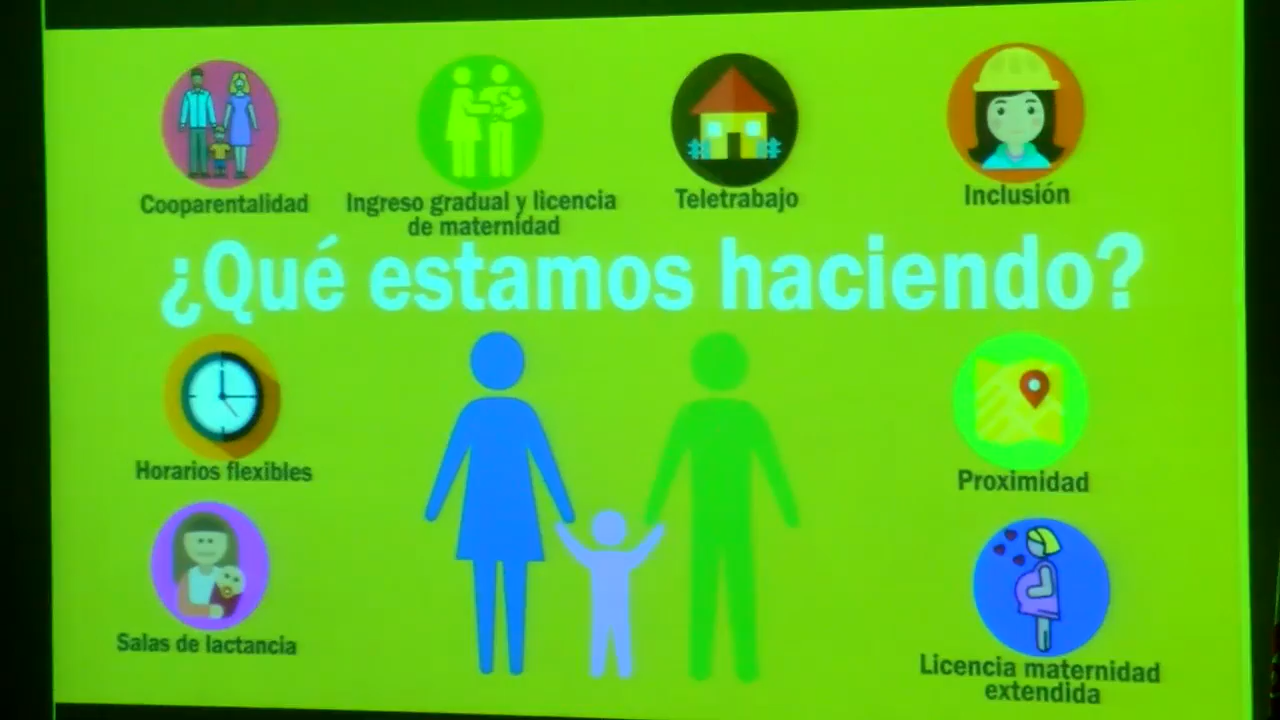 Cooparentalidad
Ingreso gradual y licencia
de maternidad
Teletrabajo
Inclusión
¿Qué estamos haciendo?
Horarios flexibles
Proximidad
Salas de lactancia
Licencia maternidad
extendida